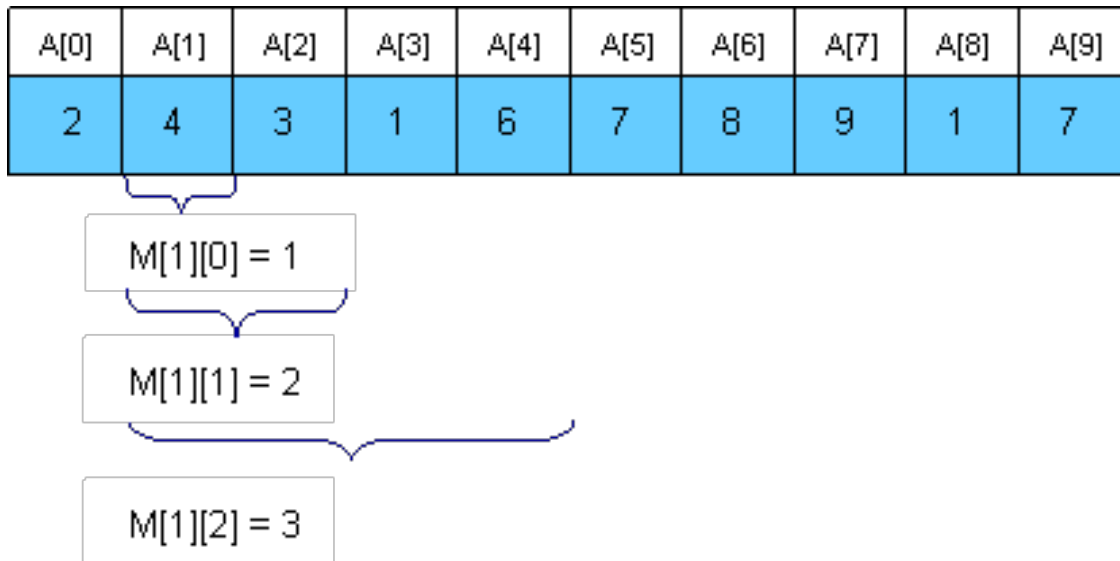 A[0] A[1] A[2] A[3] A[4] A[5] A[6] A[7] A[8] A[9]
2 4 3 1 6 7 8 9 1 7
M[1][0] = 1
M[1][1] = 2
M[1][2] = 3